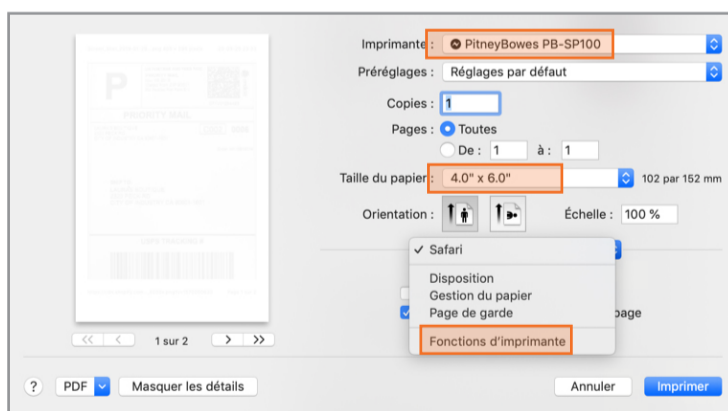 Imprimante : PitneyBowes PB-SP100
Préréglages : Réglages par défaut
Copies : 1
Pages : Toutes
De : 1 à : 1
Taille du papier : 4.0" x 6.0" 102 par 152 mm
Orientation : Échelle : 100 %
✓ Safari
Disposition
Gestion du papier
Page de garde
page
Fonctions d'imprimante
P
PRIORITY MAIL
<< < 1 sur 2 > >>
? PDF Masquer les détails Annuler Imprimer